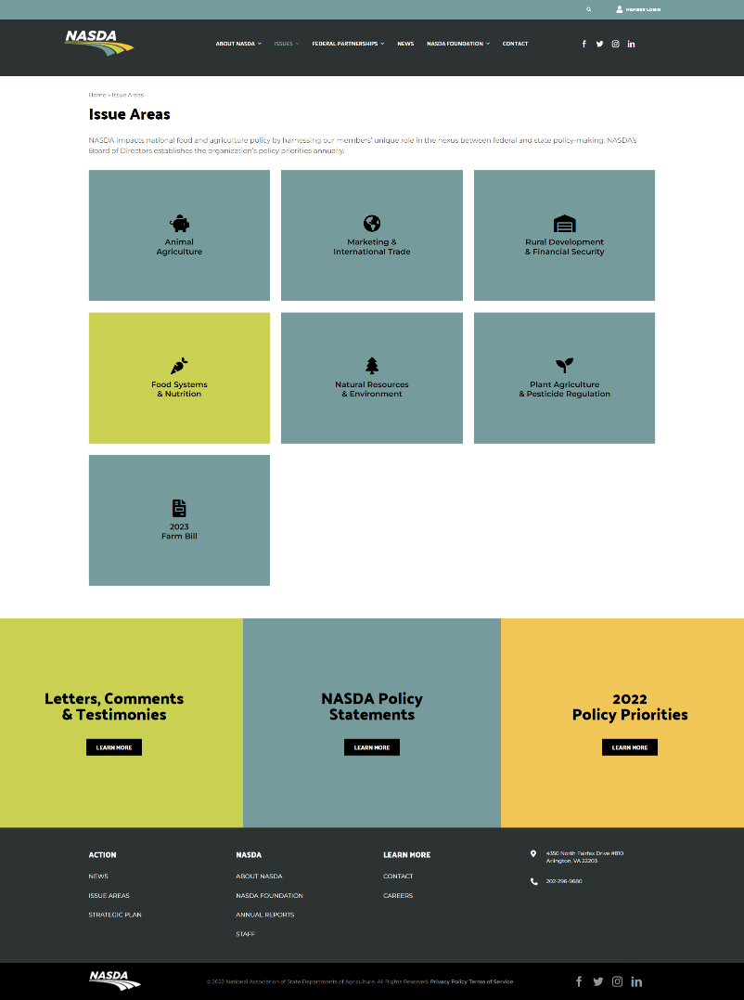 MEMBER LOGIN
NASDA
ABOUT NASDA
ISSUES
FEDERAL PARTNERSHIPS
NEWS
NASDA FOUNDATION
CONTACT
Home » Issue Areas
Issue Areas
NASDA impacts national food and agriculture policy by harnessing our members' unique role in the nexus between federal and state policy-making. NASDA's
Board of Directors establishes the organization's policy priorities annually.
Animal
Agriculture
Marketing &
International Trade
Rural Development
& Financial Security
Food Systems
& Nutrition
Natural Resources
& Environment
Plant Agriculture
& Pesticide Regulation
2023
Farm Bill
Letters, Comments
& Testimonies
LEARN MORE
NASDA Policy
Statements
LEARN MORE
2022
Policy Priorities
LEARN MORE
ACTION
NEWS
ISSUE AREAS
STRATEGIC PLAN
NASDA
ABOUT NASDA
NASDA FOUNDATION
ANNUAL REPORTS
STAFF
LEARN MORE
CONTACT
CAREERS
4350 North Fairfax Drive #810
Arlington, VA 22203
202-296-9680
NASDA
© 2022 National Association of State Departments of Agriculture. All Rights Reserved. Privacy Policy Terms of Service